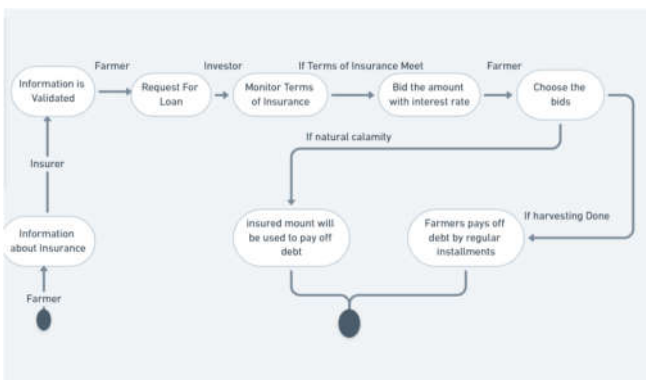 Farmer
Investor
If Terms of Insurance Meet
Farmer
Information is
Validated
Request For
Loan
Monitor Terms
of Insurance
Bid the amount
with interest rate
Choose the
bids
If natural calamity
Insurer
If harvesting Done
Information
about Insurance
insured mount will
be used to pay off
debt
Farmers pays off
debt by regular
installments
Farmer